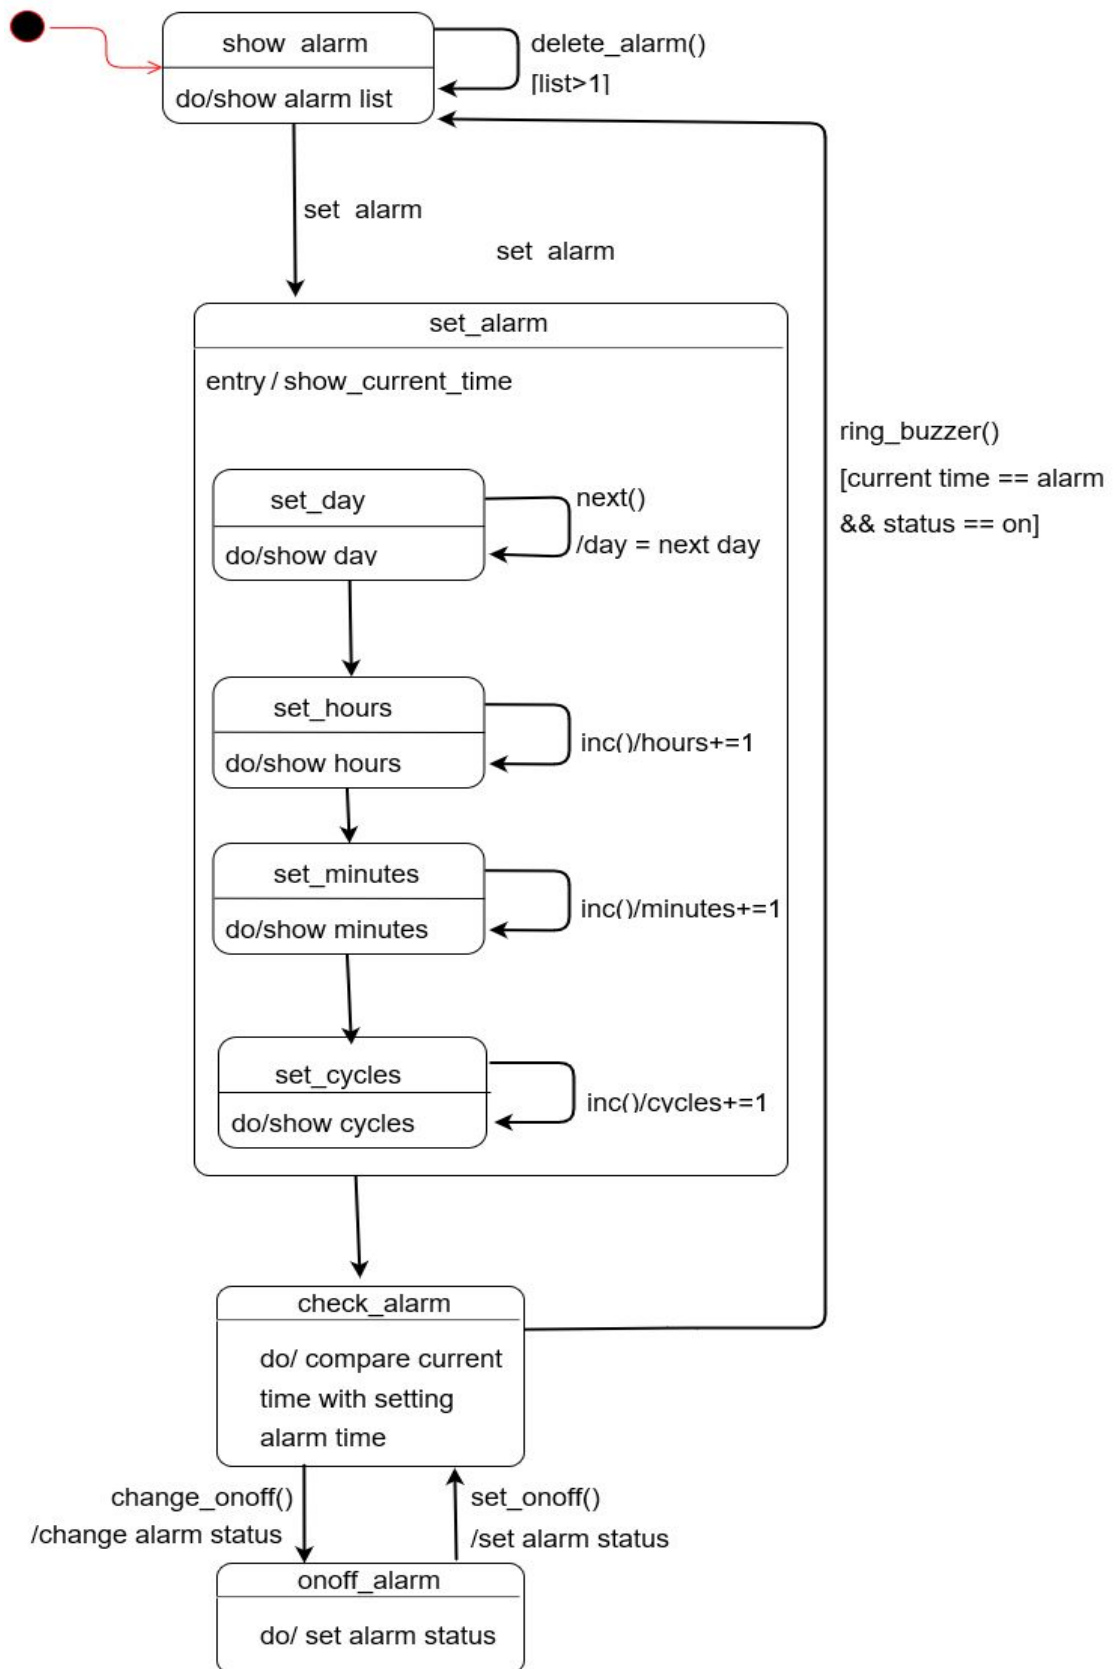 show alarm
do/show alarm list
delete_alarm()
[list>1]
set alarm
set alarm
set_alarm
entry / show_current_time
set_day
do/show day
next()
/day = next day
set_hours
do/show hours
inc()/hours+=1
set_minutes
do/show minutes
inc()/minutes+=1
set_cycles
do/show cycles
inc()/cycles+=1
ring_buzzer()
[current time == alarm
&& status == on]
check_alarm
do/ compare current
time with setting
alarm time
change_onoff()
/change alarm status
set_onoff()
/set alarm status
onoff_alarm
do/ set alarm status